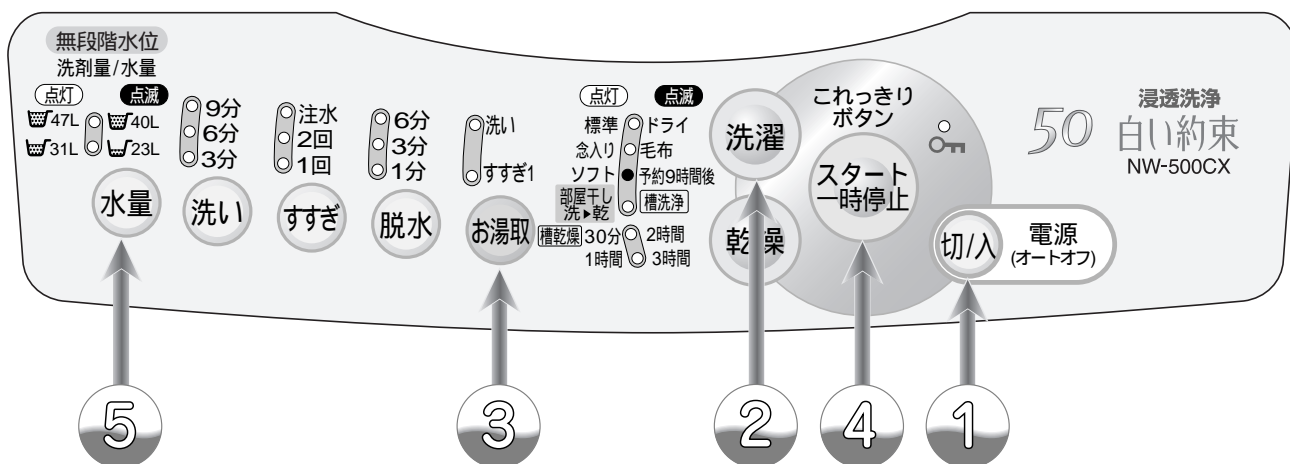 無段階水位
洗剤量/水量
点灯 点滅
47L 40L
31L 23L
水量
9分
6分
3分
洗い
注水
2回
1回
すすぎ
6分
3分
1分
脱水
洗い
すすぎ1
お湯取
点灯 点滅
標準 ドライ
念入り 毛布
ソフト 予約9時間後
部屋干し
洗▶乾 槽洗浄
槽乾燥 30分 2時間
1時間 3時間
洗濯
乾燥
これっきり
ボタン
スタート
一時停止
50
浸透洗浄
白い約束
NW-500CX
切/入
電源
(オートオフ)
5
3
2
4
1